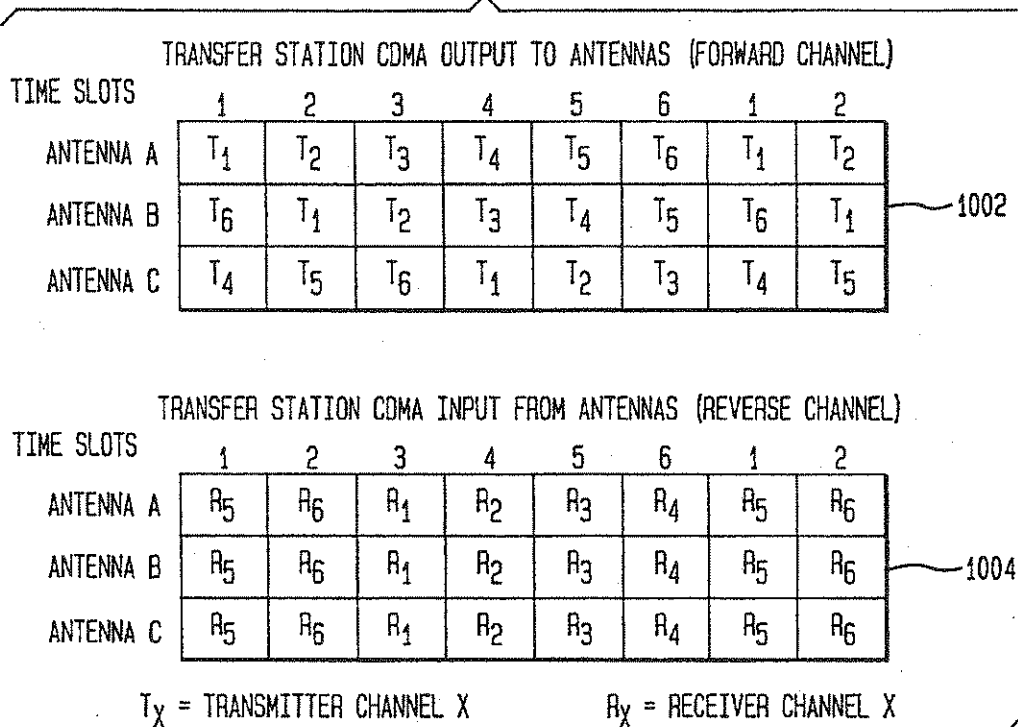 TRANSFER STATION CDMA OUTPUT TO ANTENNAS (FORWARD CHANNEL)
TIME SLOTS 1 2 3 4 5 6 1 2
ANTENNA A T1 T2 T3 T4 T5 T6 T1 T2
ANTENNA B T6 T1 T2 T3 T4 T5 T6 T1 1002
ANTENNA C T4 T5 T6 T1 T2 T3 T4 T5
TRANSFER STATION CDMA INPUT FROM ANTENNAS (REVERSE CHANNEL)
TIME SLOTS 1 2 3 4 5 6 1 2
ANTENNA A R5 R6 R1 R2 R3 R4 R5 R6
ANTENNA B R5 R6 R1 R2 R3 R4 R5 R6 1004
ANTENNA C R5 R6 R1 R2 R3 R4 R5 R6
TX = TRANSMITTER CHANNEL X RX = RECEIVER CHANNEL X